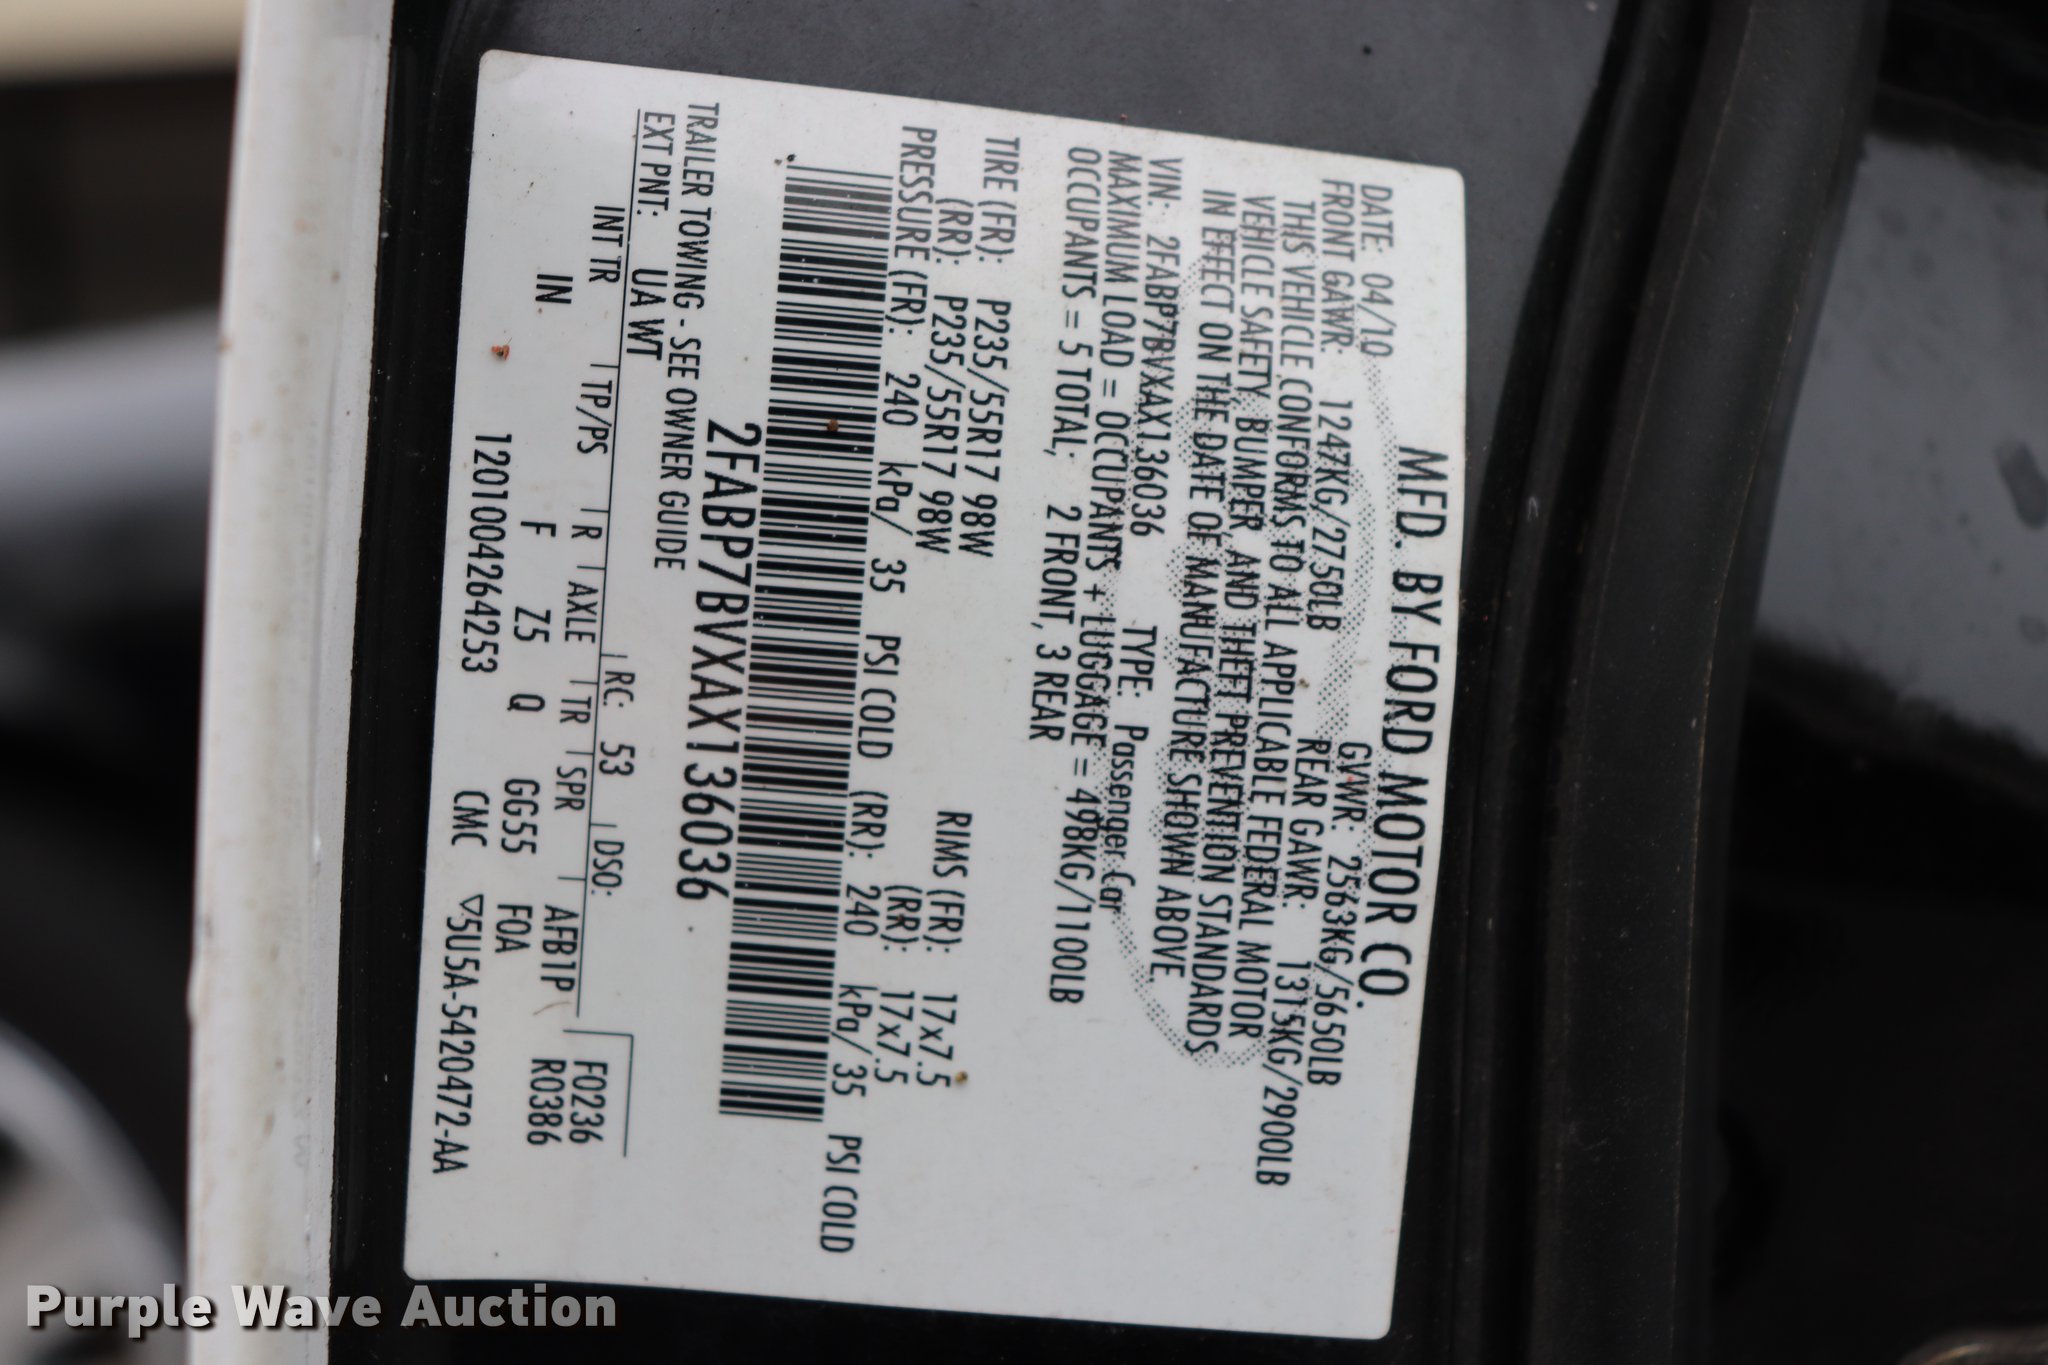 MFD. BY FORD MOTOR CO.
DATE: 04/10 GVWR: 2563KG/5650LB
FRONT GAWR: 1247KG/2750LB REAR GAWR: 1315KG/2900LB
THIS VEHICLE CONFORMS TO ALL APPLICABLE FEDERAL MOTOR
VEHICLE SAFETY, BUMPER, AND THEFT PREVENTION STANDARDS
IN EFFECT ON THE DATE OF MANUFACTURE SHOWN ABOVE.
VIN: 2FABP7BVXAX136036 TYPE: Passenger Car
MAXIMUM LOAD = OCCUPANTS + LUGGAGE = 498KG/1100LB
OCCUPANTS = 5 TOTAL, 2 FRONT, 3 REAR
TIRE (FR): P235/55R17 98W RIMS (FR): 17x7.5
(RR): P235/55R17 98W (RR): 17x7.5
PRESSURE (FR): 240 kPa/ 35 PSI COLD (RR): 240 kPa/35 PSI COLD
2FABP7BVXAX136036
TRAILER TOWING - SEE OWNER GUIDE
EXT PNT: UA WT RC: 53 DSO: F0236
INT TR TP/PS R AXLE TR SPR AFB1P R0386
IN F Z5 Q GG55 FOA
1201004264253 CMC ▽5U5A-5420472-AA
Purple Wave Auction